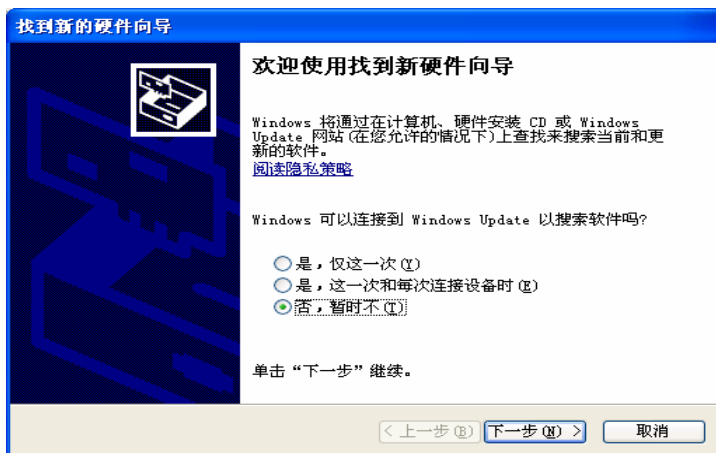 找到新的硬件向导
欢迎使用找到新硬件向导
Windows 将通过在计算机、硬件安装 CD 或 Windows
Update 网站(在您允许的情况下)上查找来搜索当前和更
新的软件。
阅读隐私策略
Windows 可以连接到 Windows Update 以搜索软件吗?
是，仅这一次(Y)
是，这一次和每次连接设备时(E)
否，暂时不(T)
单击“下一步”继续。
< 上一步(B) 下一步(N) > 取消